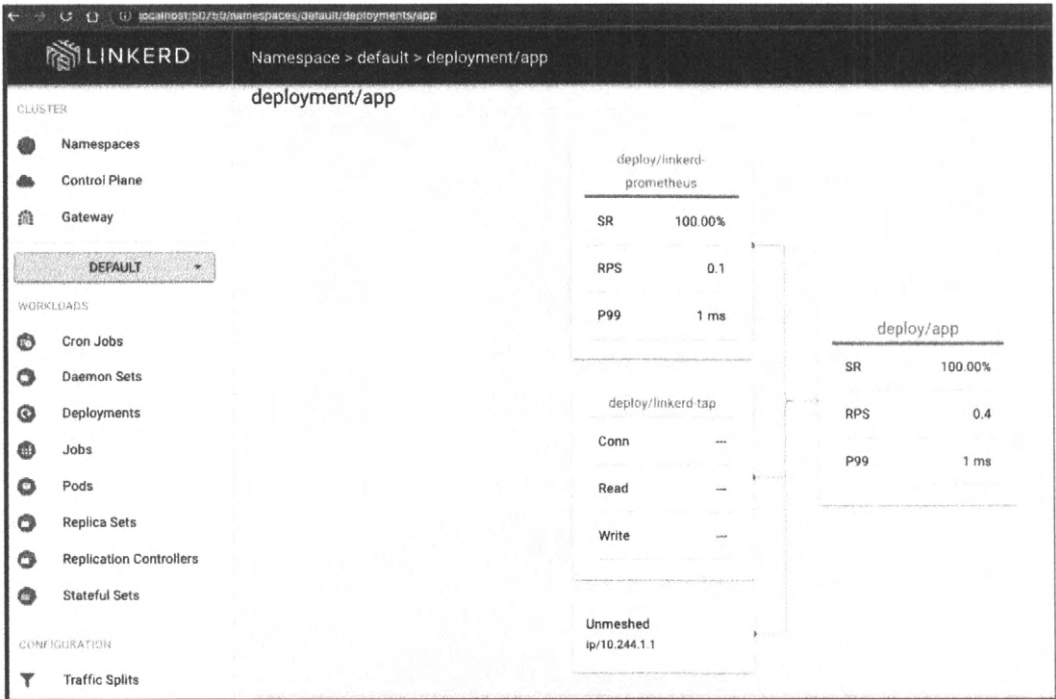 localhost:50750/namespaces/default/deployments/app
LINKERD
Namespace > default > deployment/app
CLUSTER
Namespaces
Control Plane
Gateway
DEFAULT
WORKLOADS
Cron Jobs
Daemon Sets
Deployments
Jobs
Pods
Replica Sets
Replication Controllers
Stateful Sets
CONFIGURATION
Traffic Splits
deployment/app
deploy/linkerd-
prometheus
SR 100.00%
RPS 0.1
P99 1 ms
deploy/linkerd-tap
Conn ---
Read ---
Write ---
Unmeshed
ip/10.244.1.1
deploy/app
SR 100.00%
RPS 0.4
P99 1 ms